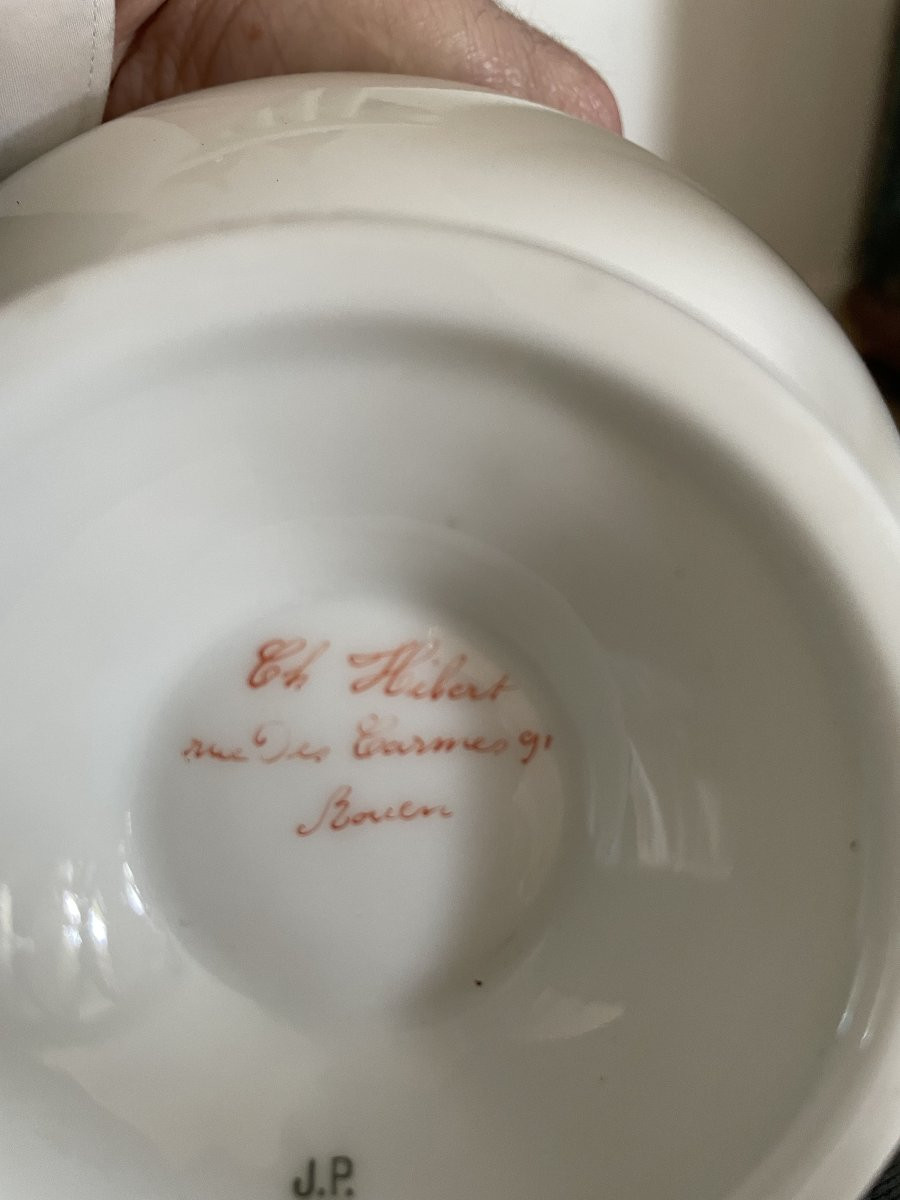 Ch Hébert
rue Des Carmes 91
Rouen
J.P.